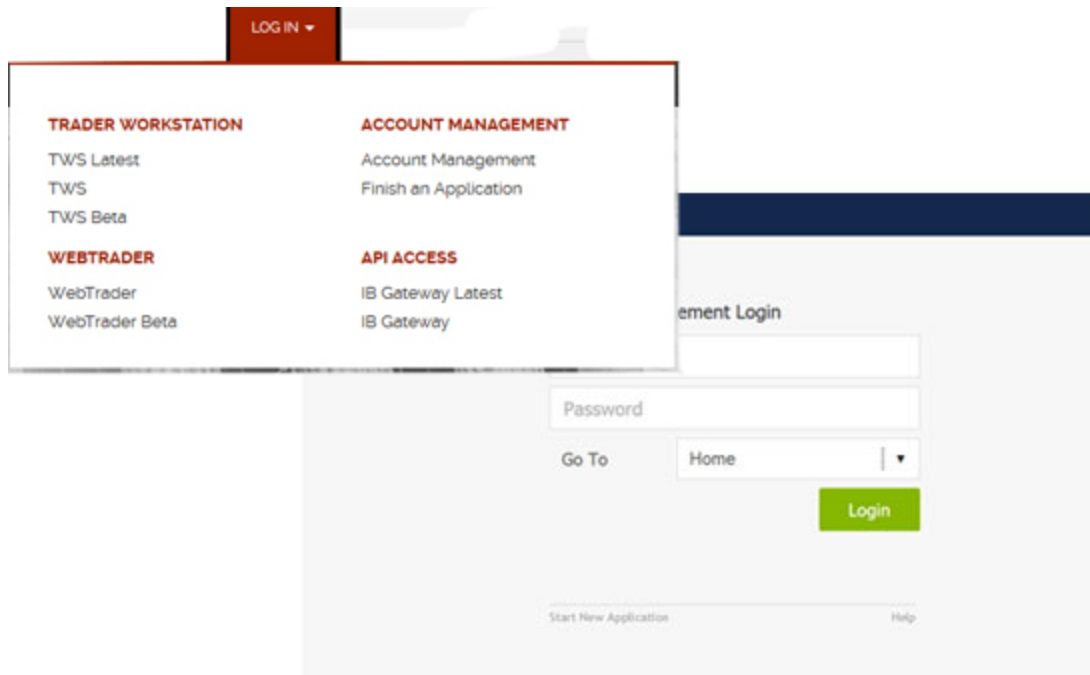 LOG IN
TRADER WORKSTATION
TWS Latest
TWS
TWS Beta
ACCOUNT MANAGEMENT
Account Management
Finish an Application
WEBTRADER
WebTrader
WebTrader Beta
API ACCESS
IB Gateway Latest
IB Gateway
ement Login
Password
Go To Home
Login
Start New Application Help